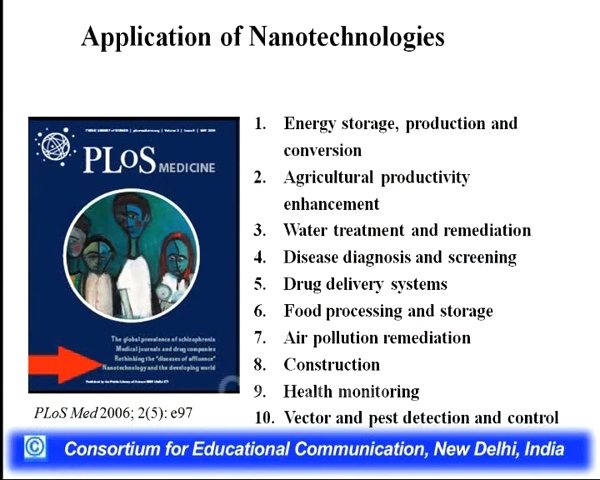 Application of Nanotechnologies
PLoS MEDICINE
The global prevalence of schizophrenia
Medical journals and drug companies
Rethinking the "diseases of affluence"
Nanotechnology and the developing world
PLoS Med 2006; 2(5): e97
1. Energy storage, production and
conversion
2. Agricultural productivity
enhancement
3. Water treatment and remediation
4. Disease diagnosis and screening
5. Drug delivery systems
6. Food processing and storage
7. Air pollution remediation
8. Construction
9. Health monitoring
10. Vector and pest detection and control
© Consortium for Educational Communication, New Delhi, India